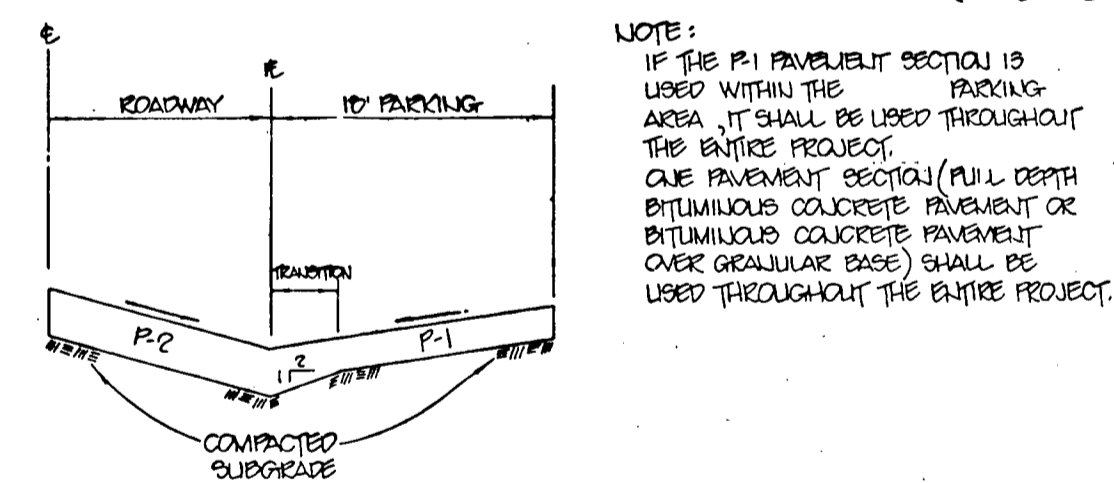 ℄
℞
ROADWAY
18' PARKING
TRANSITION
P-2
P-1
2
1
COMPACTED
SUBGRADE
NOTE:
IF THE P-1 PAVEMENT SECTION IS
USED WITHIN THE PARKING
AREA, IT SHALL BE USED THROUGHOUT
THE ENTIRE PROJECT.
ONE PAVEMENT SECTION (FULL DEPTH
BITUMINOUS CONCRETE PAVEMENT OR
BITUMINOUS CONCRETE PAVEMENT
OVER GRANULAR BASE) SHALL BE
USED THROUGHOUT THE ENTIRE PROJECT.